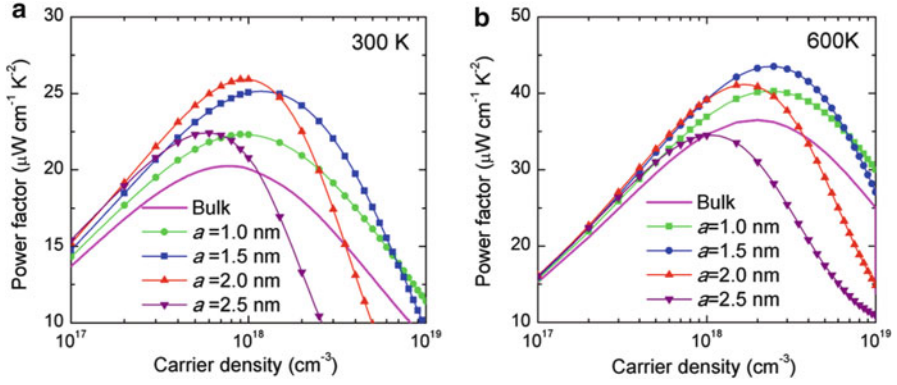 a
300 K
Power factor (μW cm⁻¹ K⁻²)
30
25
20
15
10
Bulk
a=1.0 nm
a=1.5 nm
a=2.0 nm
a=2.5 nm
10¹⁷
10¹⁸
10¹⁹
Carrier density (cm⁻³)
b
600K
Power factor (μW cm⁻¹ K⁻²)
50
40
30
20
10
Bulk
a=1.0 nm
a=1.5 nm
a=2.0 nm
a=2.5 nm
10¹⁷
10¹⁸
10¹⁹
Carrier density (cm⁻³)